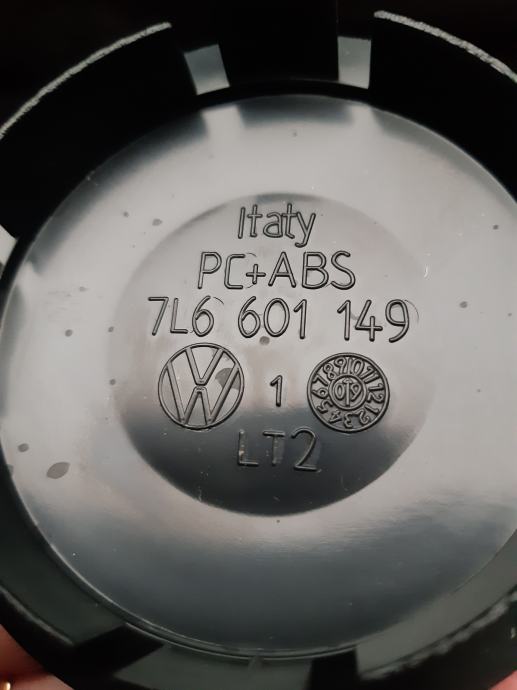 Italy
PC+ABS
7L6 601 149
1
LT2